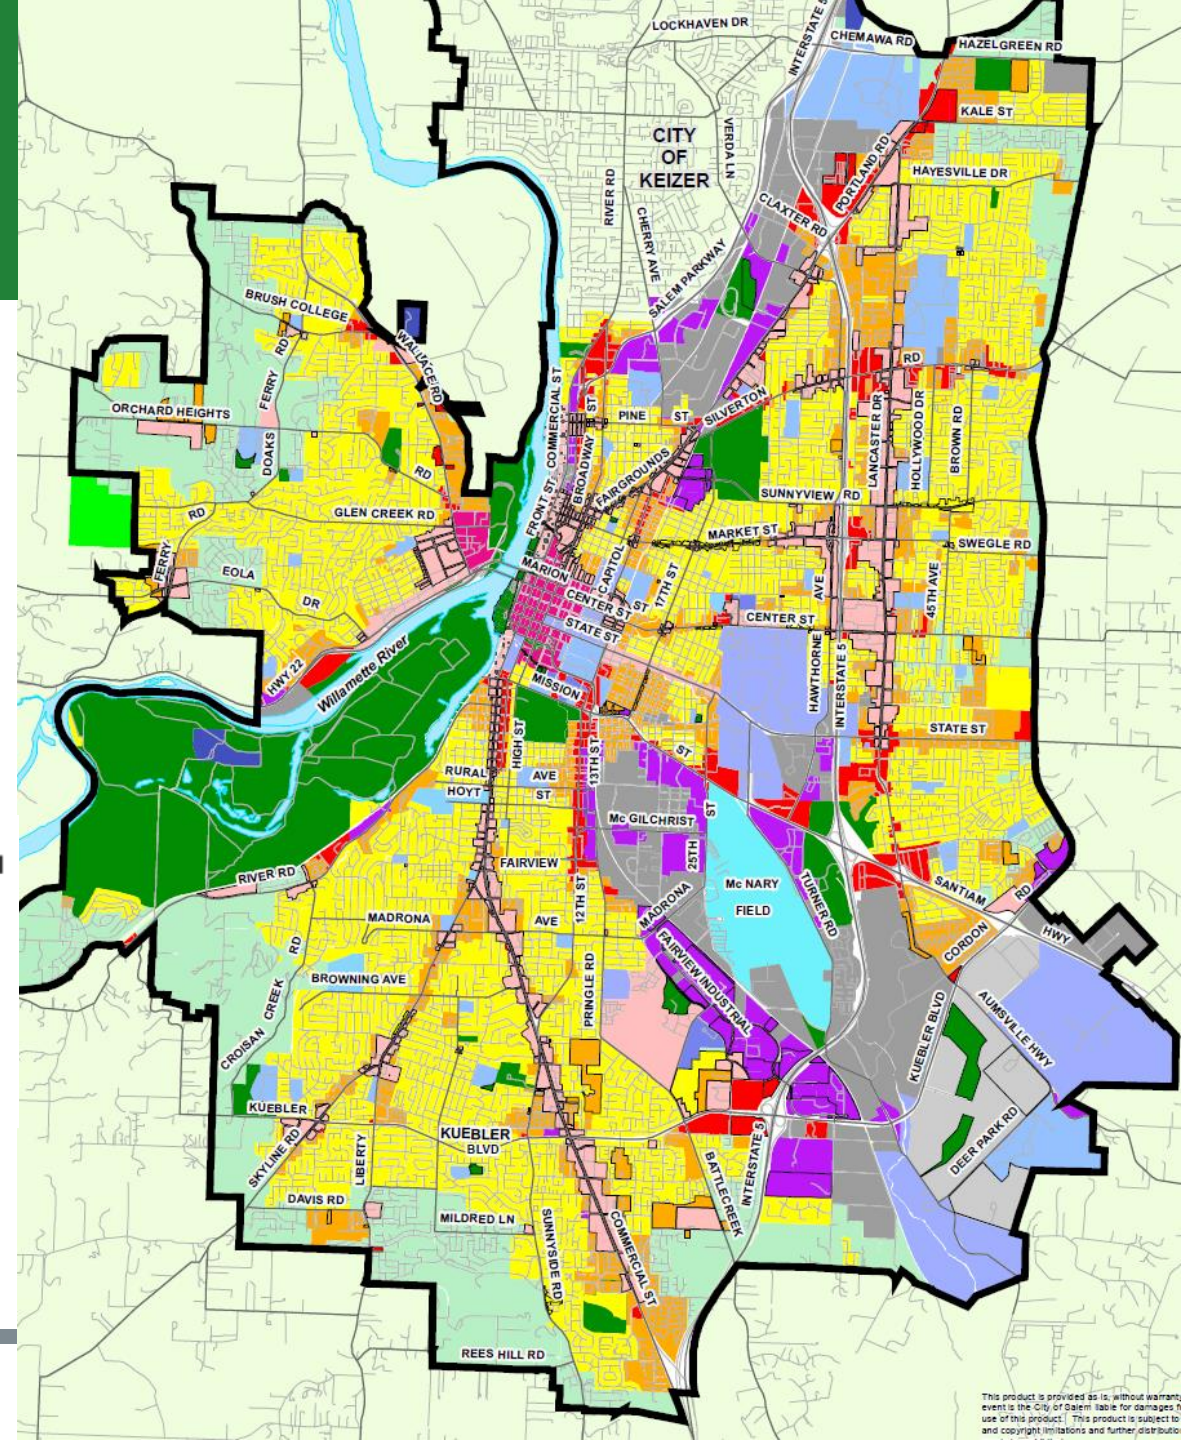 LOCKHAVEN DR
INTERSTATE 5
CHEMAWA RD
HAZELGREEN RD
KALE ST
CITY
OF
KEIZER
VERDA LN
PORTLAND RD
HAYESVILLE DR
RIVER RD
CHERRY AVE
CLAXTER RD
SALEM PARKWAY
BRUSH COLLEGE
RD
WALLACE RD
FERRY
DOAKS
ORCHARD HEIGHTS
RD
COMMERCIAL ST
ST
BROADWAY
PINE ST
SILVERTON
RD
LANCASTER DR
HOLLYWOOD DR
BROWN RD
FRONT ST
FAIRGROUNDS
SUNNYVIEW RD
RD
GLEN CREEK RD
MARKET ST
SWEGLE RD
FERRY
EOLA
DR
MARION
CAPITOL
ST
CENTER ST
17TH ST
STATE ST
CENTER ST
AVE
HAWTHORNE
45TH AVE
INTERSTATE 5
HWY 22
Willamette River
MISSION
ST
STATE ST
HIGH ST
13TH ST
RURAL AVE
HOYT ST
Mc GILCHRIST
ST
25TH
FAIRVIEW
RIVER RD
Mc NARY
FIELD
TURNER RD
SANTIAM
HWY
RD
CORDON
MADRONA AVE
12TH ST
MADRONA
FAIRVIEW INDUSTRIAL
BROWNING AVE
CROISAN CREEK RD
PRINGLE RD
KUEBLER BLVD
AUMSVILLE HWY
DEER PARK RD
KUEBLER
KUEBLER
BLVD
SKYLINE RD
LIBERTY
DAVIS RD
MILDRED LN
SUNNYSIDE RD
COMMERCIAL ST
BATTLECREEK
INTERSTATE 5
REES HILL RD
This product is provided as is, without warranty
event is the City of Salem liable for damages f
use of this product. This product is subject to
and copyright limitations and further distributio